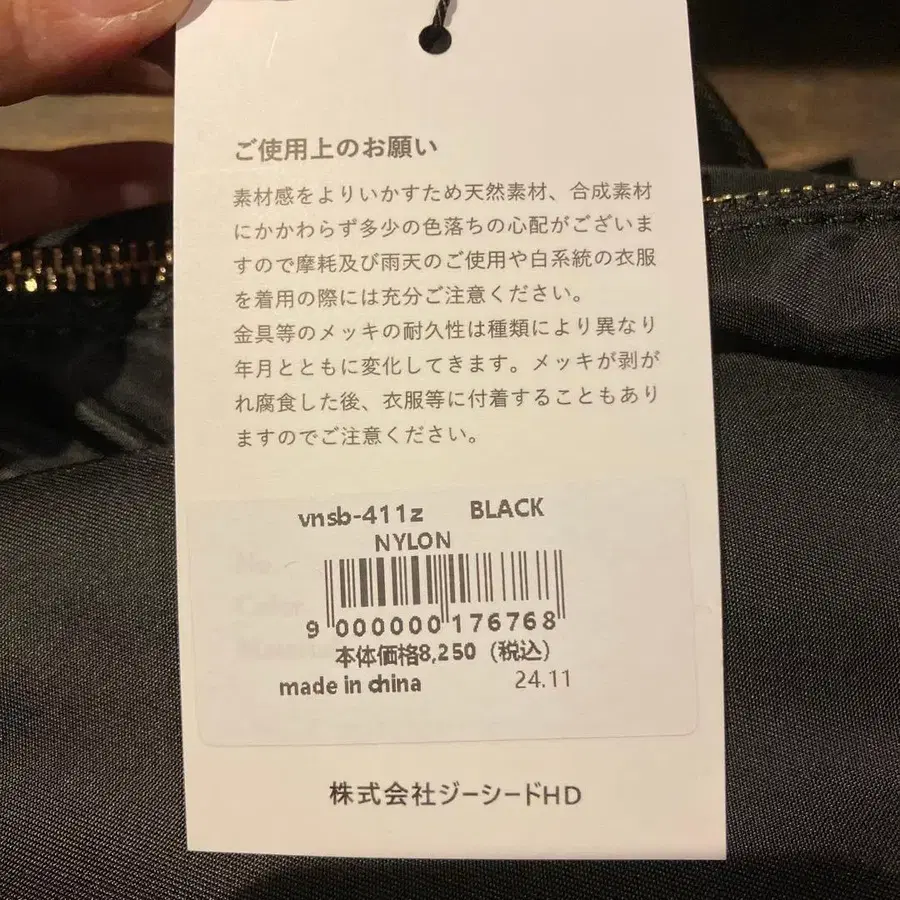 ご使用上のお願い
素材感をよりいかすため天然素材、合成素材
にかかわらず多少の色落ちの心配がございま
すので摩耗及び雨天のご使用や白系統の衣服
を着用の際には充分ご注意ください。
金具等のメッキの耐久性は種類により異なり
年月とともに変化してきます。メッキが剥が
れ腐食した後、衣服等に付着することもあり
ますのでご注意ください。
vnsb-411z BLACK
NYLON
9 000000 176768
本体価格8,250（税込）
made in china 24.11
株式会社ジーシードHD